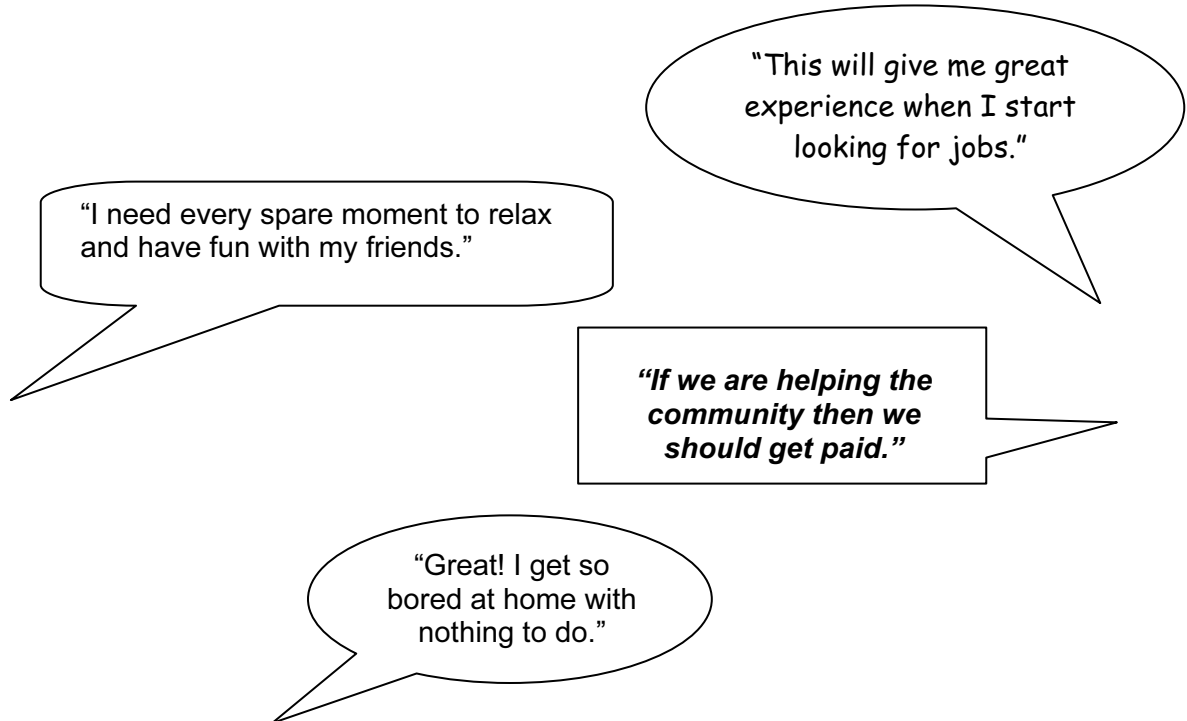 “This will give me great
experience when I start
looking for jobs.”
“I need every spare moment to relax
and have fun with my friends.”
“If we are helping the
community then we
should get paid.”
“Great! I get so
bored at home with
nothing to do.”